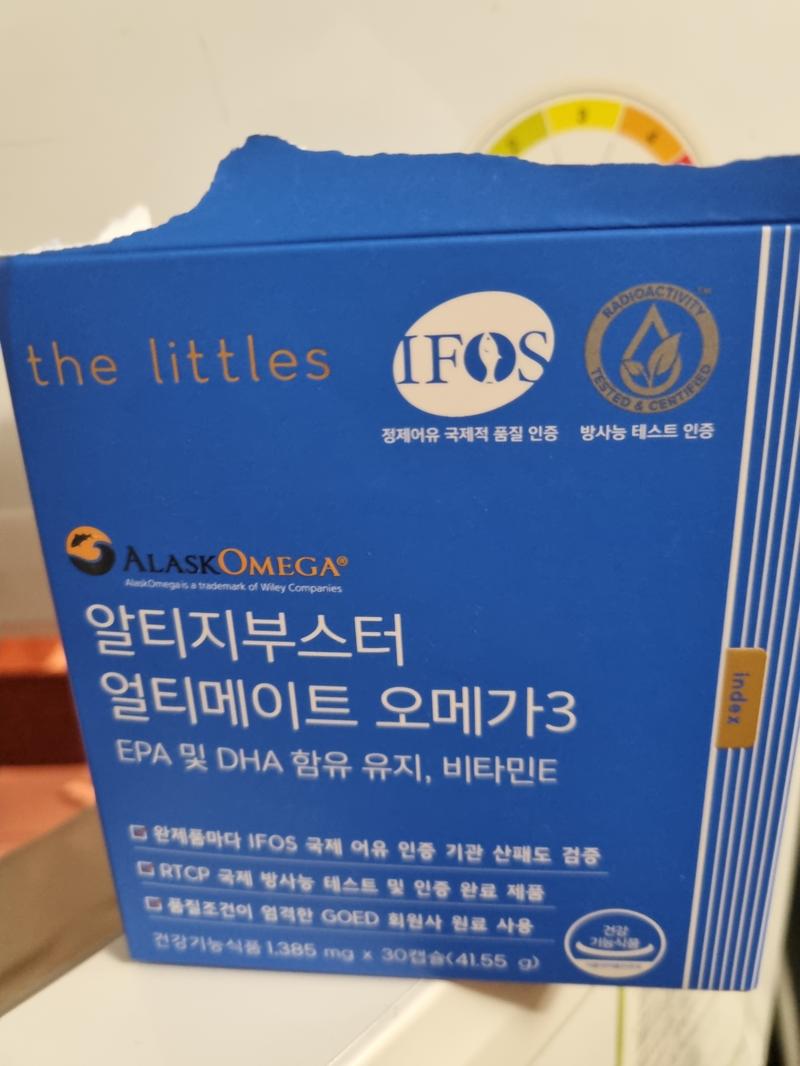 2 3 4
the littles
IFOS
RADIOACTIVITY™
TESTED & CERTIFIED
정제어유 국제적 품질 인증
방사능 테스트 인증
ALASKOMEGA®
AlaskOmega is a trademark of Wiley Companies
알티지부스터
얼티메이트 오메가3
EPA 및 DHA 함유 유지, 비타민E
index
완제품마다 IFOS 국제 어유 인증 기관 산패도 검증
RTCP 국제 방사능 테스트 및 인증 완료 제품
품질조건이 엄격한 GOED 회원사 원료 사용
건강기능식품 1,385 mg x 30캡슐(41.55 g)
건강
기능식품